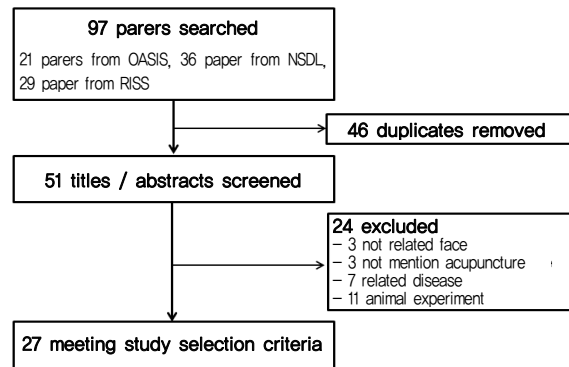 97 parers searched
21 parers from OASIS, 36 paper from NSDL,
29 paper from RISS
46 duplicates removed
51 titles / abstracts screened
24 excluded
– 3 not related face
– 3 not mention acupuncture
– 7 related disease
– 11 animal experiment
27 meeting study selection criteria